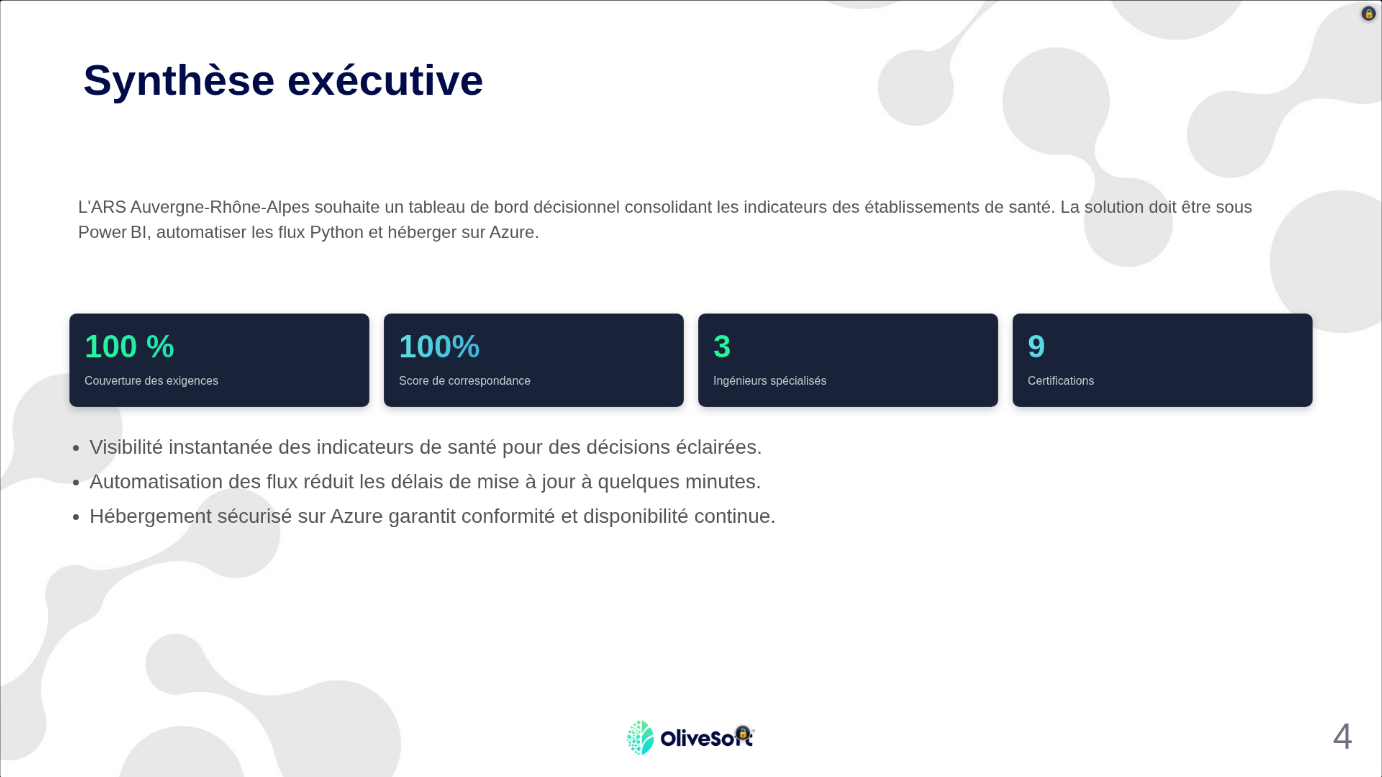 Synthèse exécutive
L'ARS Auvergne-Rhône-Alpes souhaite un tableau de bord décisionnel consolidant les indicateurs des établissements de santé. La solution doit être sous
Power BI, automatiser les flux Python et héberger sur Azure.
100 %
Couverture des exigences
100%
Score de correspondance
3
Ingénieurs spécialisés
9
Certifications
• Visibilité instantanée des indicateurs de santé pour des décisions éclairées.
• Automatisation des flux réduit les délais de mise à jour à quelques minutes.
• Hébergement sécurisé sur Azure garantit conformité et disponibilité continue.
OliveSoft
4